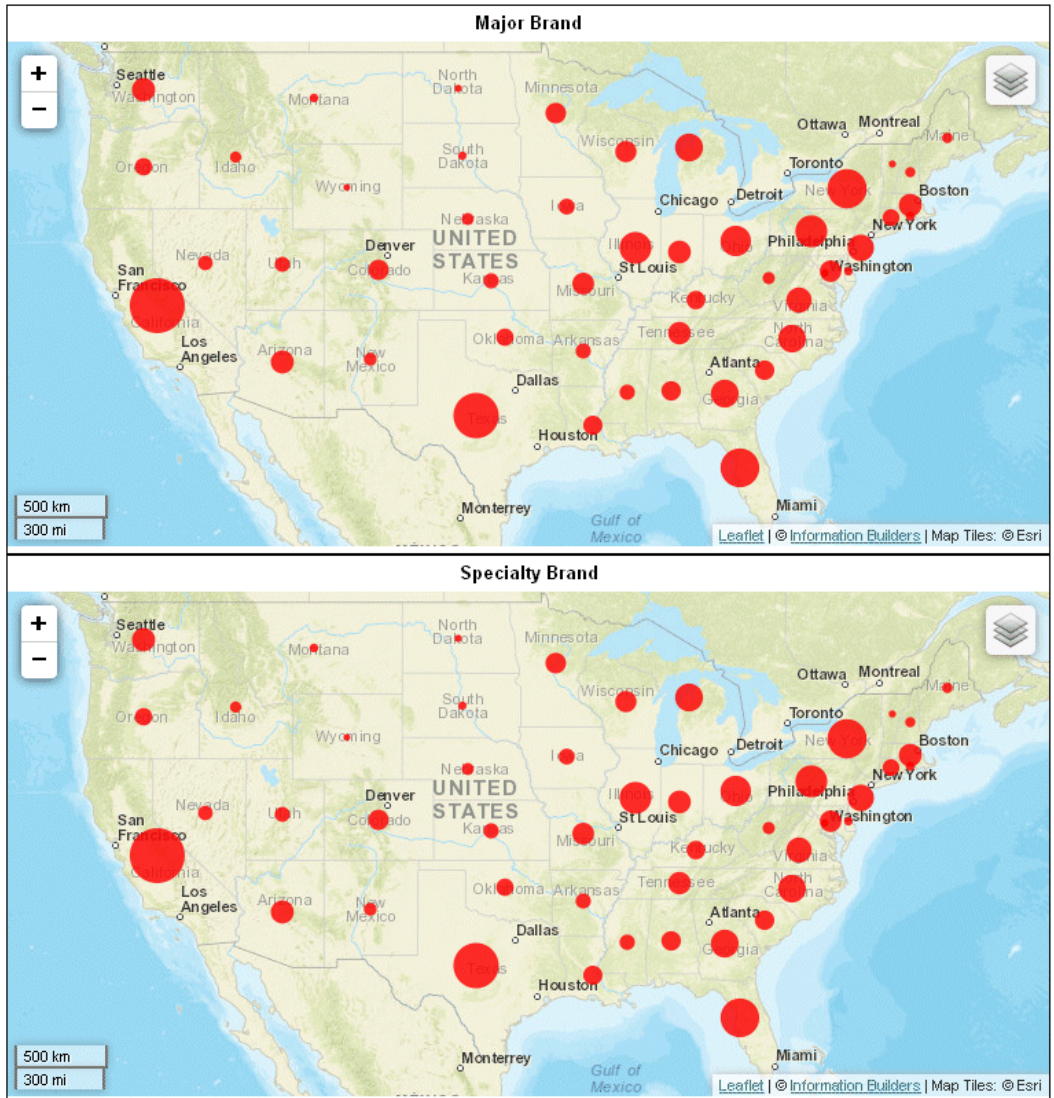 Major Brand
+
−
Seattle
Washington
Montana
North
Dakota
Minnesota
Ottawa
Montreal
Maine
Oregon
Idaho
South
Dakota
Wisconsin
Toronto
Wyoming
New York
Boston
Iowa
Chicago
Detroit
Nebraska
New York
Denver
UNITED
STATES
Illinois
Ohio
Philadelphia
Nevada
Utah
Colorado
Kansas
St Louis
Washington
San
Francisco
Missouri
Kentucky
Virginia
California
Oklahoma
Arkansas
Tennessee
North
Carolina
Los
Angeles
Arizona
New
Mexico
Atlanta
Dallas
Texas
Georgia
Houston
500 km
300 mi
Monterrey
Gulf of
Mexico
Miami
Leaflet | © Information Builders | Map Tiles: © Esri
Specialty Brand
+
−
Seattle
Washington
Montana
North
Dakota
Minnesota
Ottawa
Montreal
Maine
Oregon
Idaho
South
Dakota
Wisconsin
Toronto
Wyoming
New York
Boston
Iowa
Chicago
Detroit
Nebraska
New York
Denver
UNITED
STATES
Illinois
Ohio
Philadelphia
Nevada
Utah
Colorado
Kansas
St Louis
Washington
San
Francisco
Missouri
Kentucky
Virginia
California
Oklahoma
Arkansas
Tennessee
North
Carolina
Los
Angeles
Arizona
New
Mexico
Atlanta
Dallas
Texas
Georgia
Houston
500 km
300 mi
Monterrey
Gulf of
Mexico
Miami
Leaflet | © Information Builders | Map Tiles: © Esri